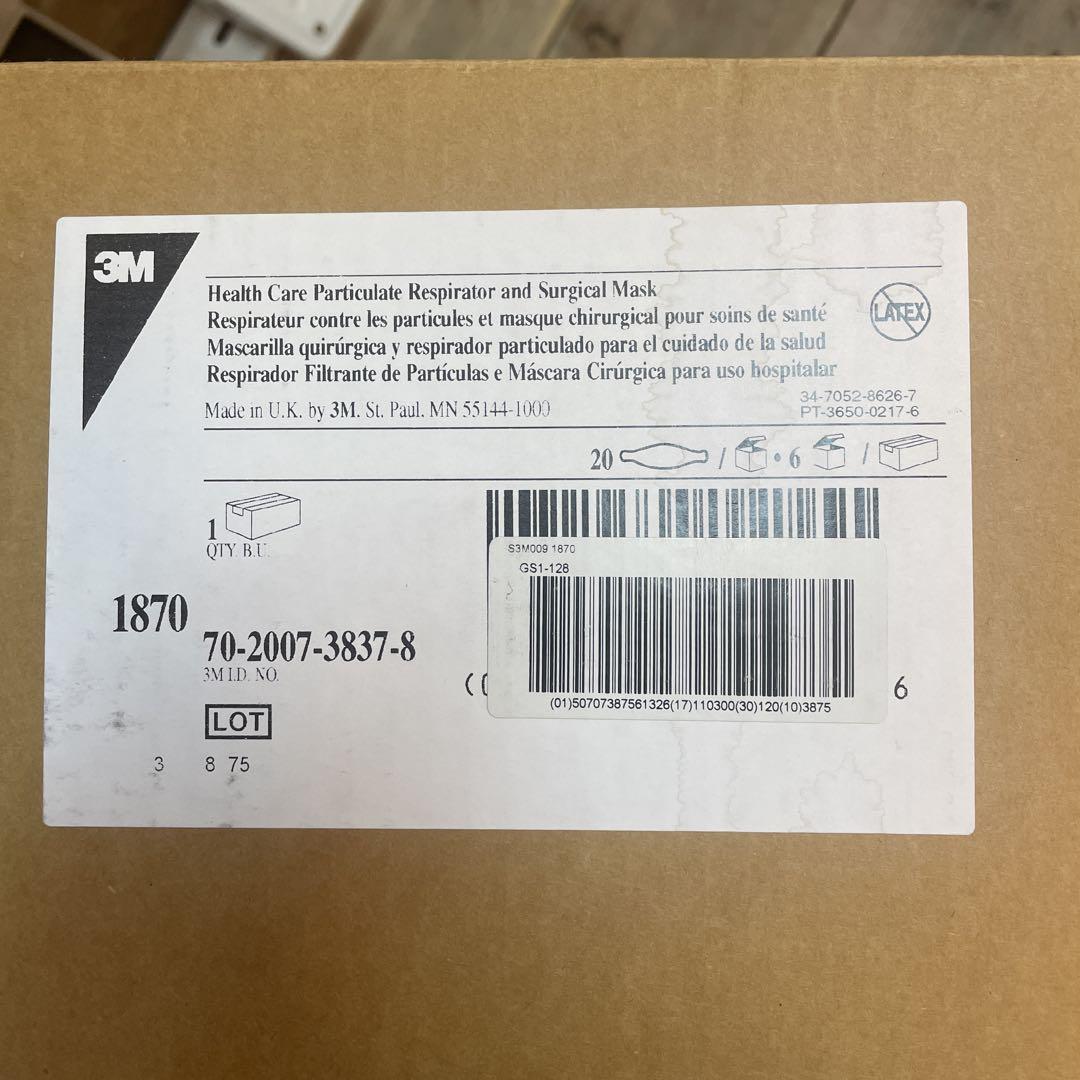 3M
Health Care Particulate Respirator and Surgical Mask
Respirateur contre les particules et masque chirurgical pour soins de santé
Mascarilla quirúrgica y respirador particulado para el cuidado de la salud
Respirador Filtrante de Partículas e Máscara Cirúrgica para uso hospitalar
LATEX
Made in U.K. by 3M. St. Paul. MN 55144-1000
34-7052-8626-7
PT-3650-0217-6
20 / • 6 /
1
QTY. B.U.
S3M009 1870
GS1-128
1870
70-2007-3837-8
3M I.D. NO.
(01)50707387561326(17)110300(30)120(10)3875
6
LOT
3 8 75